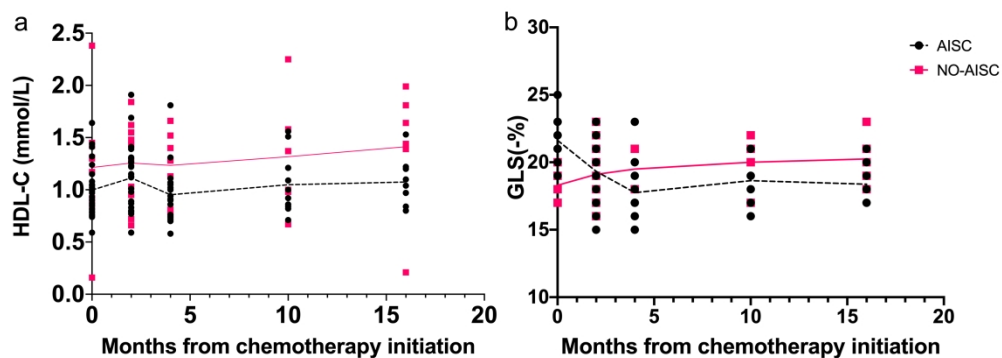 a
HDL-C (mmol/L)
2.5
2.0
1.5
1.0
0.5
0.0
0 5 10 15 20
Months from chemotherapy initiation
b
GLS(-%)
30
25
20
15
10
0 5 10 15 20
Months from chemotherapy initiation
AISC
NO-AISC